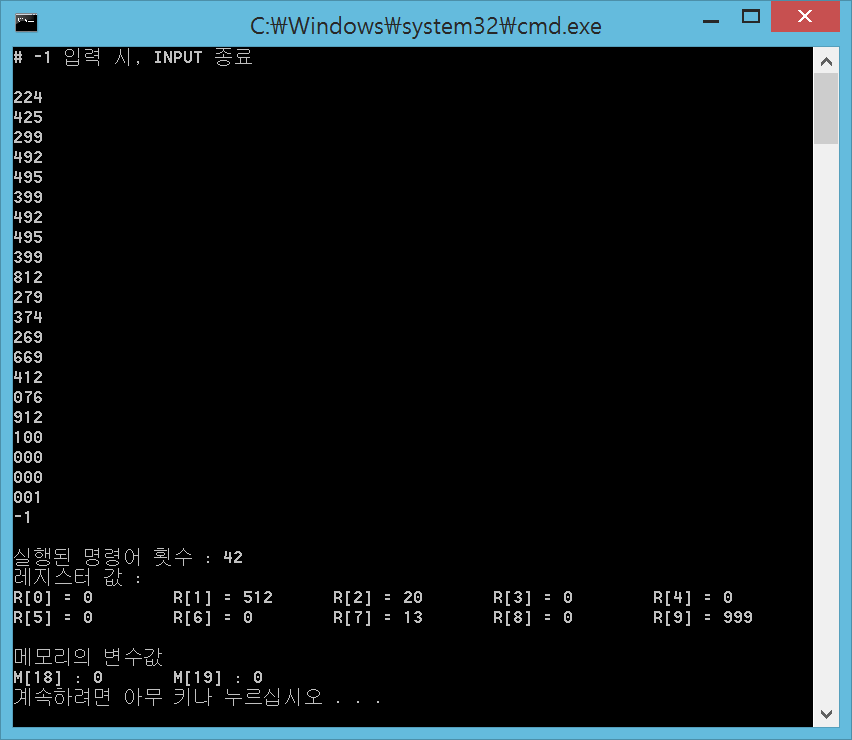 C:₩Windows₩system32₩cmd.exe
# -1 입력 시, INPUT 종료
224
425
299
492
495
399
492
495
399
812
279
374
269
669
412
076
912
100
000
000
001
-1
실행된 명령어 횟수 : 42
레지스터 값 :
R[0] = 0 R[1] = 512 R[2] = 20 R[3] = 0 R[4] = 0
R[5] = 0 R[6] = 0 R[7] = 13 R[8] = 0 R[9] = 999
메모리의 변수값
M[18] : 0 M[19] : 0
계속하려면 아무 키나 누르십시오 . . .